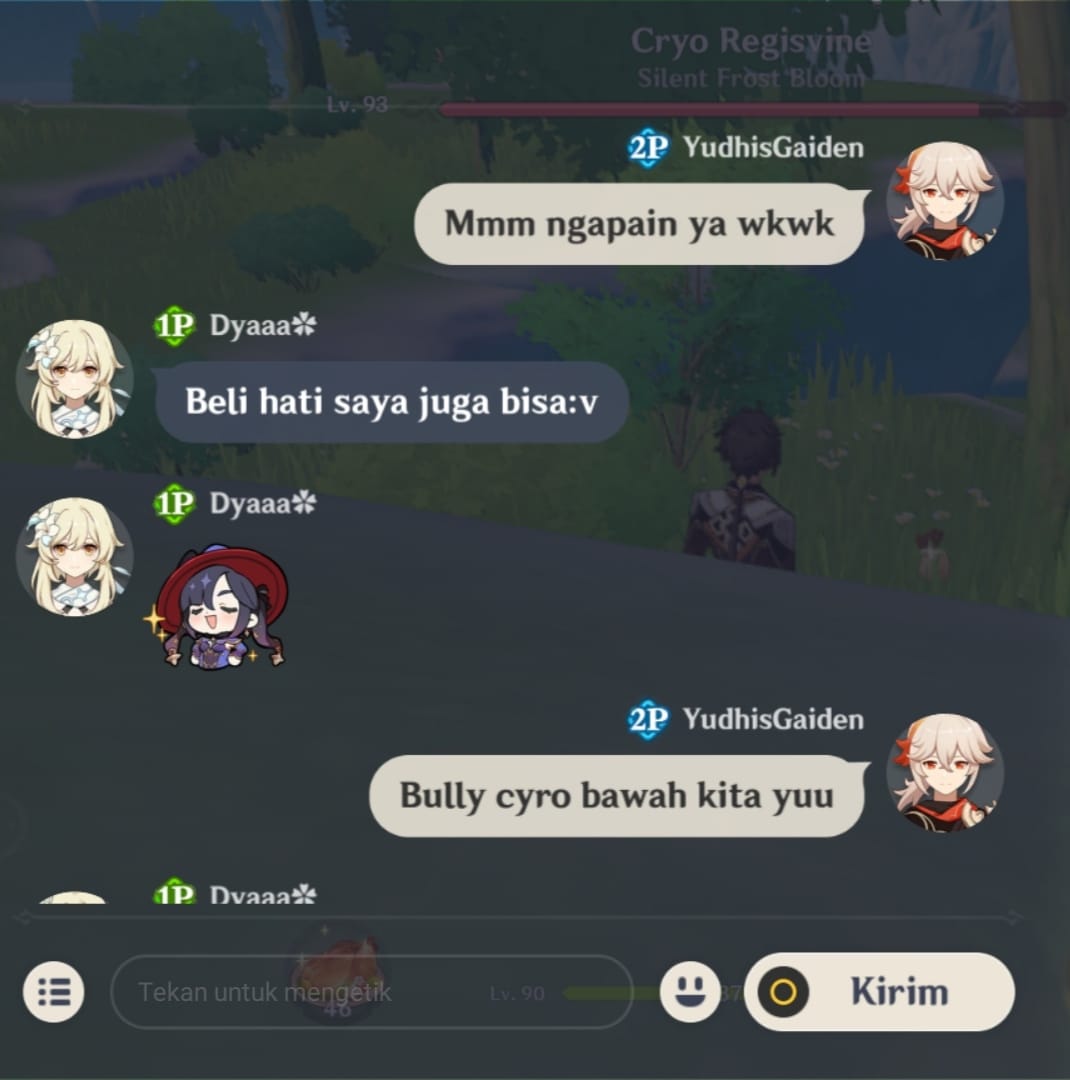 Cryo Regisvine
Silent Frost Bloom
Lv. 93
2P YudhisGaiden
Mmm ngapain ya wkwk
1P Dyaaa✽
Beli hati saya juga bisa:v
1P Dyaaa✽
2P YudhisGaiden
Bully cyro bawah kita yuu
1P Dyaaa✽
Tekan untuk mengetik
46
Lv. 90
Kirim